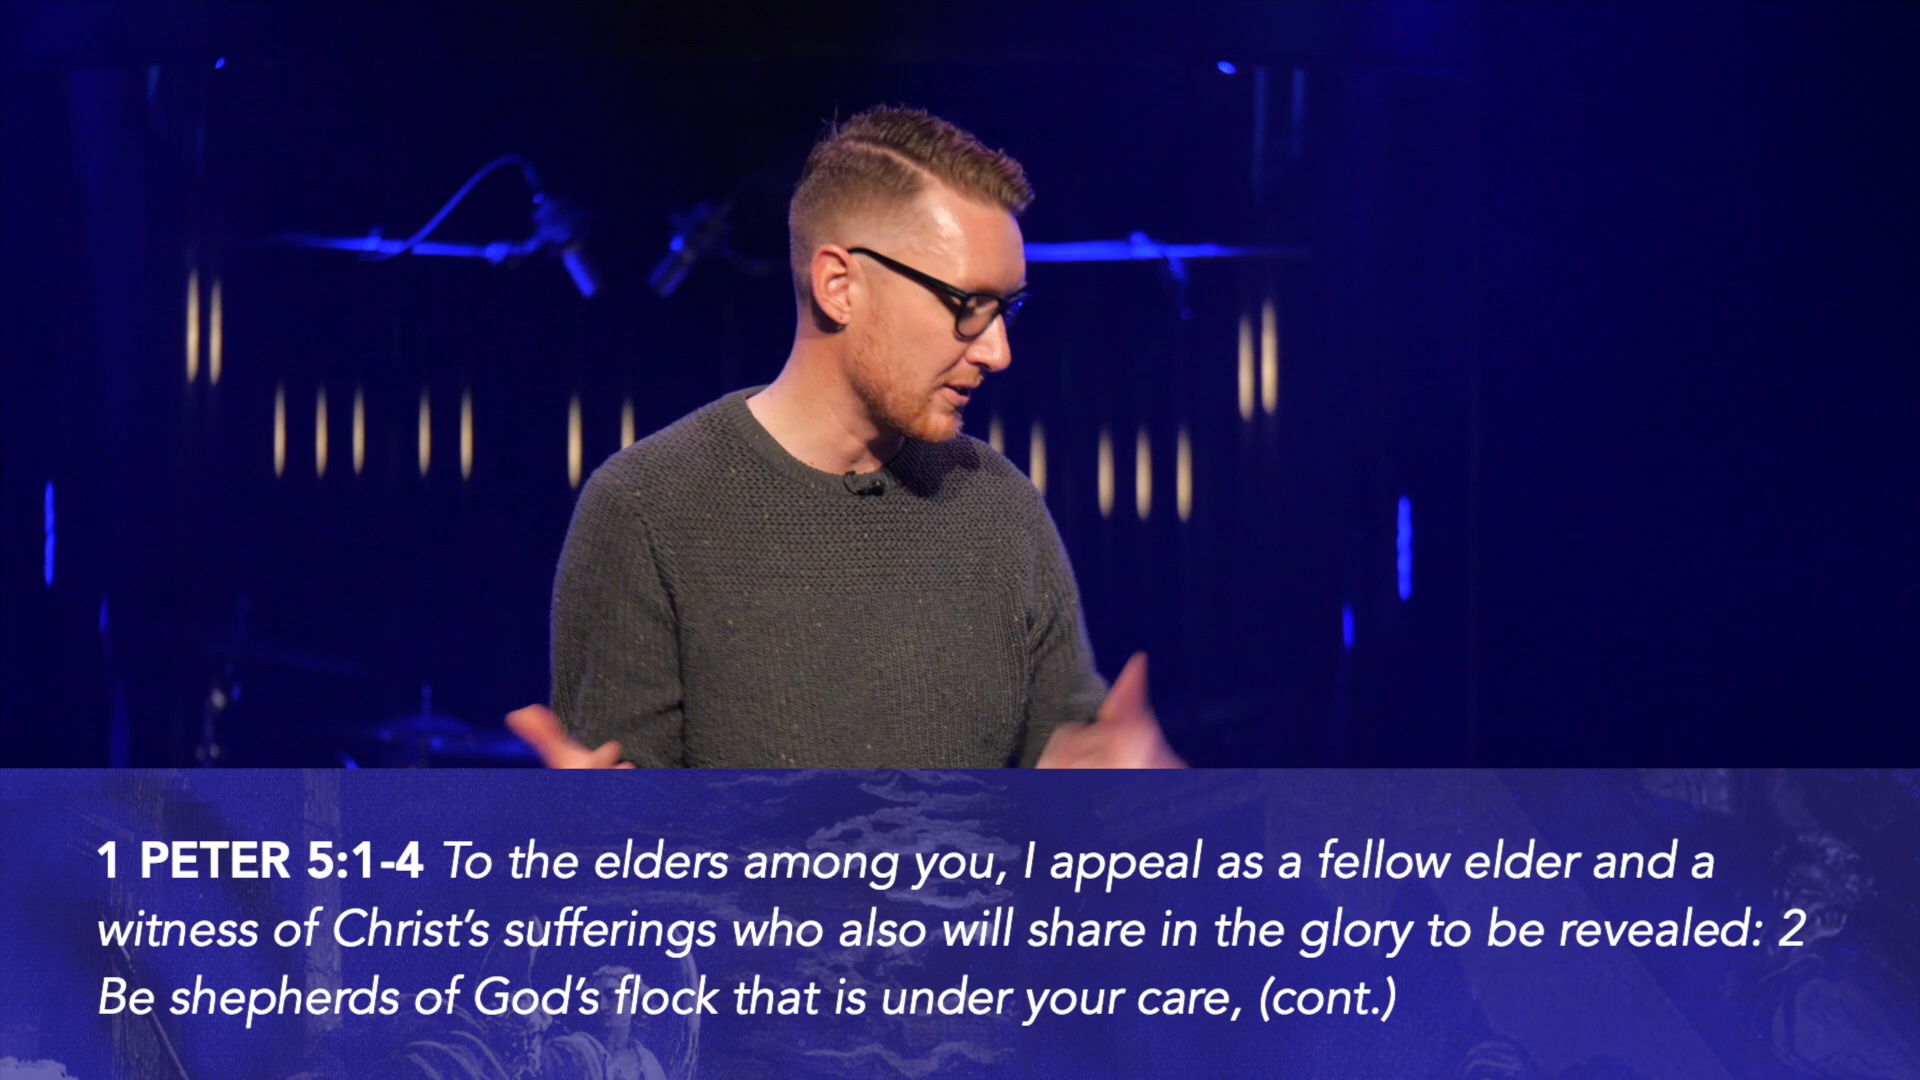 1 PETER 5:1-4 To the elders among you, I appeal as a fellow elder and a
witness of Christ’s sufferings who also will share in the glory to be revealed: 2
Be shepherds of God’s flock that is under your care, (cont.)